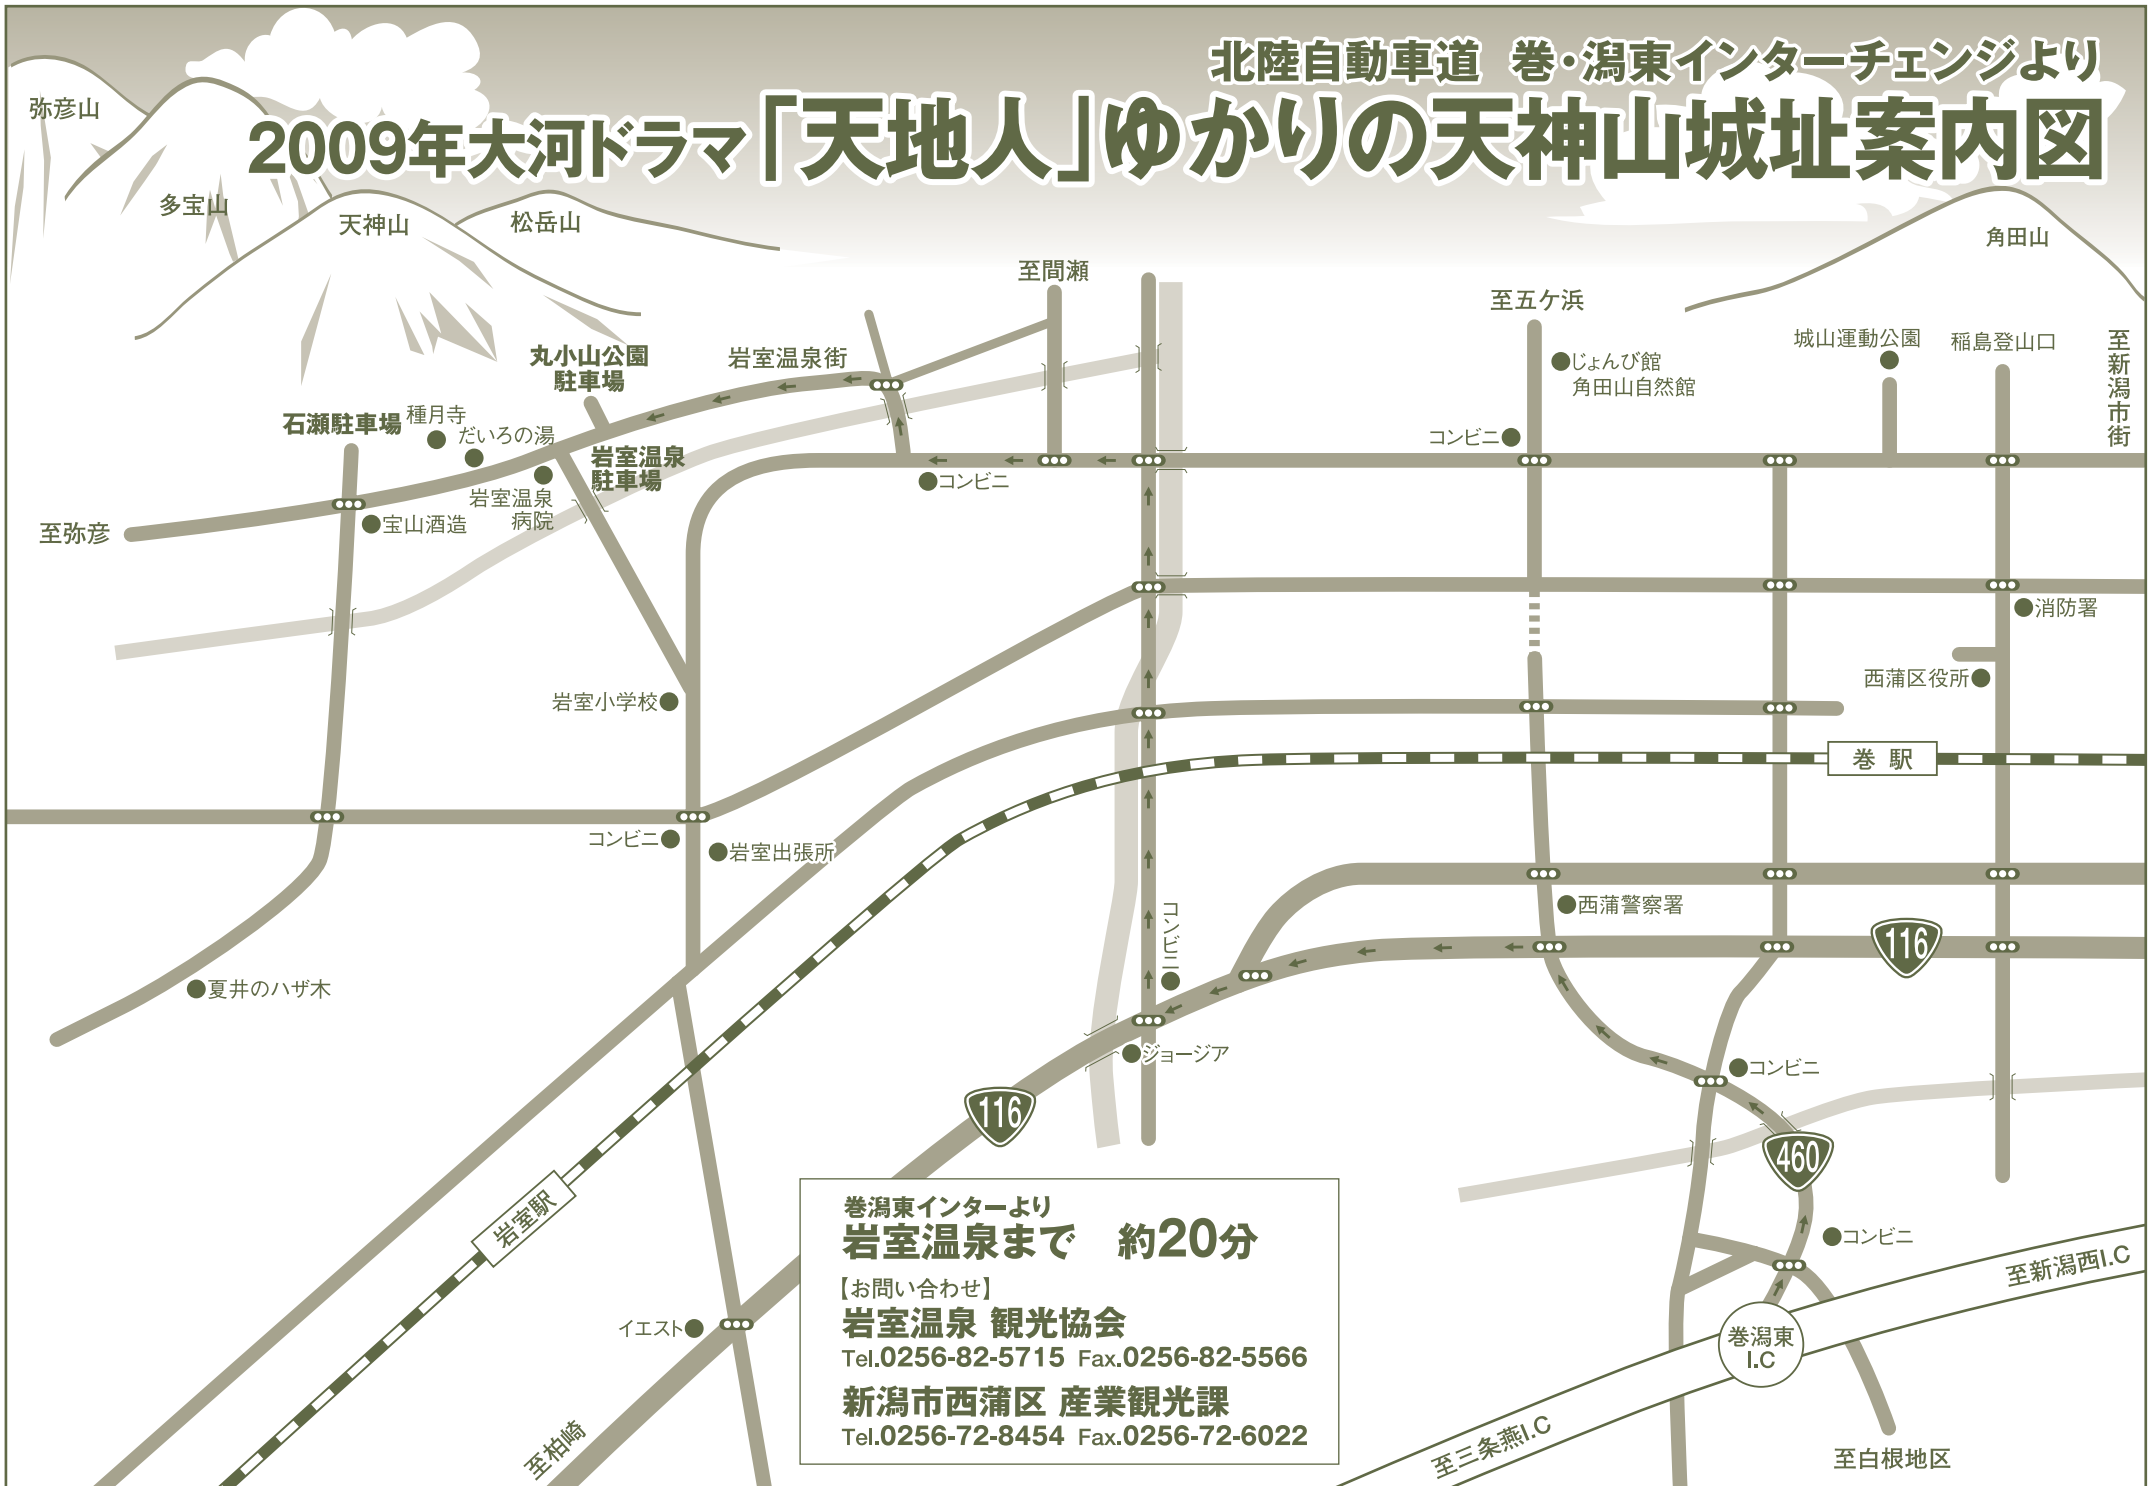 北陸自動車道 巻・潟東インターチェンジより
2009年大河ドラマ「天地人」ゆかりの天神山城址案内図
弥彦山
多宝山
天神山
松岳山
角田山
至間瀬
至五ケ浜
城山運動公園
稲島登山口
至新潟市街
丸小山公園
駐車場
岩室温泉街
じょんび館
角田山自然館
石瀬駐車場
種月寺
だいろの湯
コンビニ
岩室温泉
駐車場
コンビニ
岩室温泉
病院
宝山酒造
至弥彦
消防署
西蒲区役所
岩室小学校
巻駅
コンビニ
岩室出張所
コンビニ
西蒲警察署
116
夏井のハザ木
ジョージア
コンビニ
116
460
岩室駅
コンビニ
至新潟西I.C
巻潟東
I.C
イエスト
至柏崎
至三条燕I.C
至白根地区
巻潟東インターより
岩室温泉まで 約20分
【お問い合わせ】
岩室温泉 観光協会
Tel.0256-82-5715 Fax.0256-82-5566
新潟市西蒲区 産業観光課
Tel.0256-72-8454 Fax.0256-72-6022